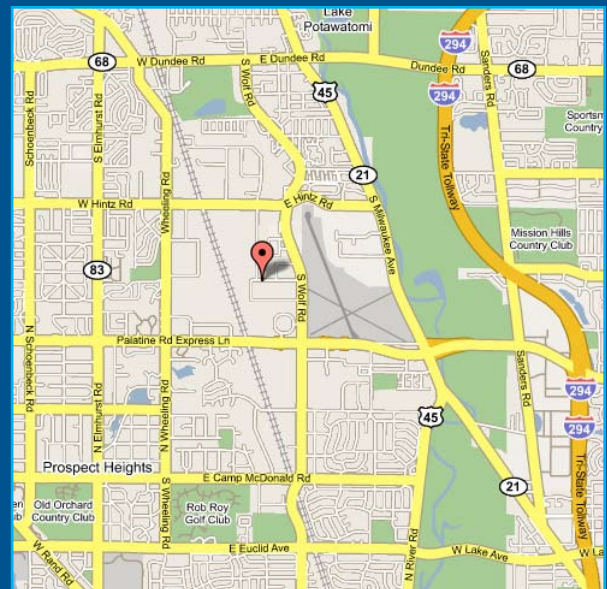 Lake
Potawatomi
294
68
W Dundee Rd
E Dundee Rd
Dundee Rd
68
S Wolf Rd
45
294
Sanders Rd
Schoenbeck Rd
S Elmhurst Rd
Wheeling Rd
Tri-State Tollway
Country
21
W Hintz Rd
E Hintz Rd
S Milwaukee Ave
Mission Hills
Country Club
83
S Wolf Rd
Palatine Rd Express Ln
N Schoenbeck Rd
N Elmhurst Rd
N Wheeling Rd
Sanders Rd
294
45
294
Prospect Heights
E Camp McDonald Rd
Tri-State Tollway
21
S Wheeling Rd
Old Orchard
Country Club
Rob Roy
Golf Club
E Euclid Ave
W Lake Ave
W La
W Rand Rd
N River Rd